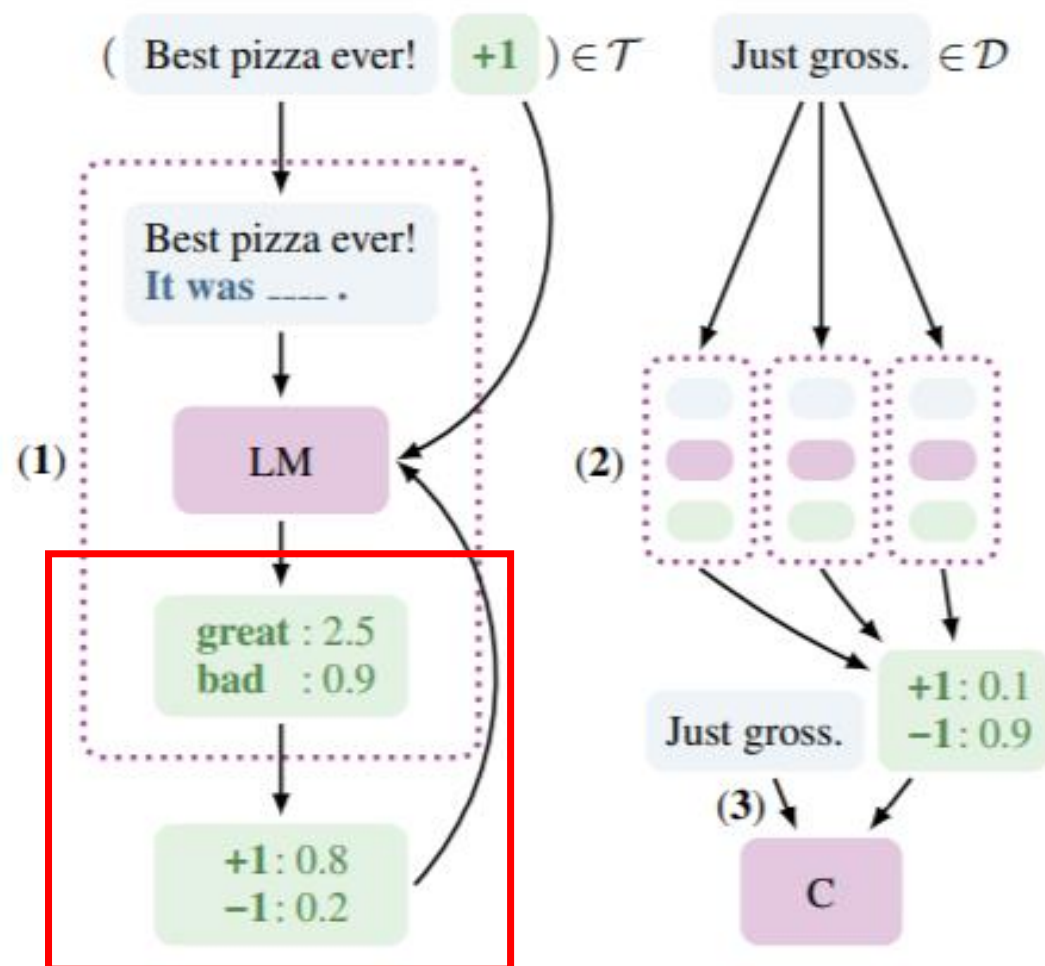 ( Best pizza ever! +1 ) ∈ 𝒯
Best pizza ever!
It was ____ .
(1)
LM
great : 2.5
bad : 0.9
+1 : 0.8
−1 : 0.2
Just gross. ∈ 𝒟
(2)
+1 : 0.1
−1 : 0.9
Just gross.
(3)
C